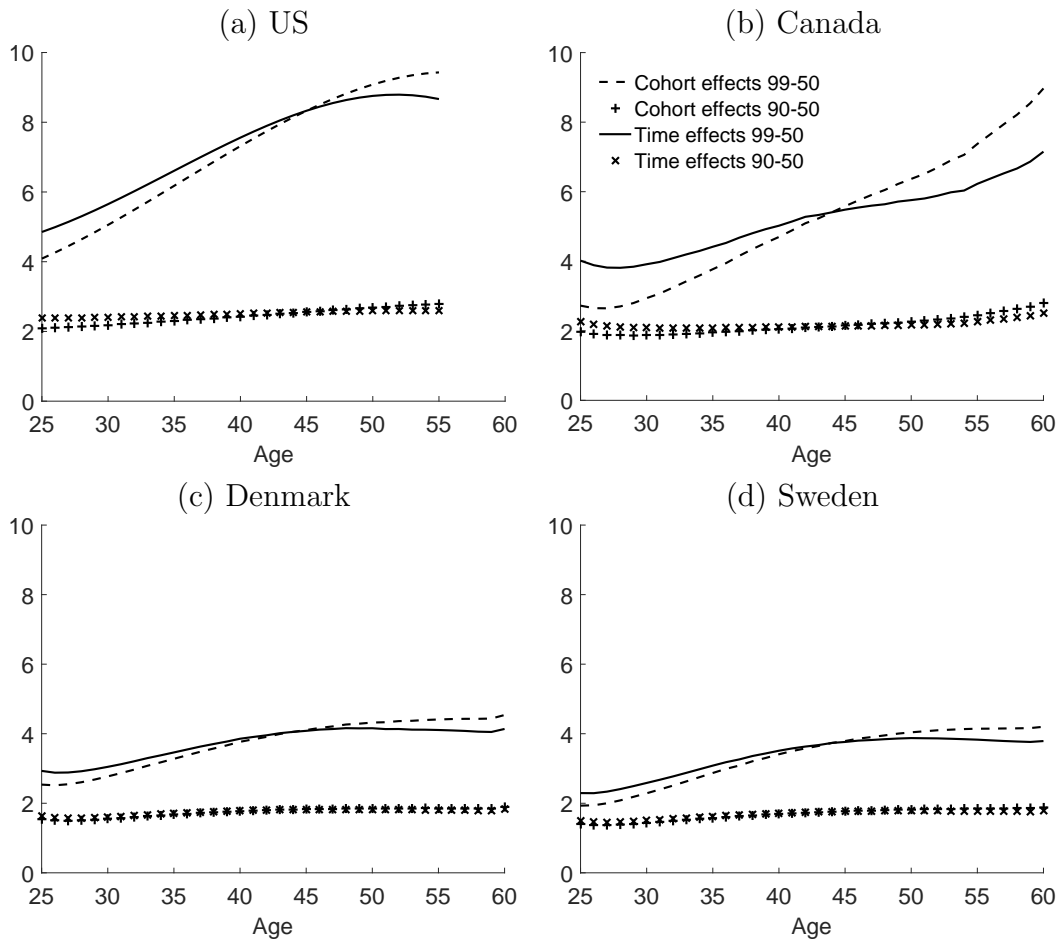 (a) US
10
8
6
4
2
0
25 30 35 40 45 50 55 60
Age
(b) Canada
10
8
6
4
2
0
Cohort effects 99-50
Cohort effects 90-50
Time effects 99-50
Time effects 90-50
25 30 35 40 45 50 55 60
Age
(c) Denmark
10
8
6
4
2
0
25 30 35 40 45 50 55 60
Age
(d) Sweden
10
8
6
4
2
0
25 30 35 40 45 50 55 60
Age